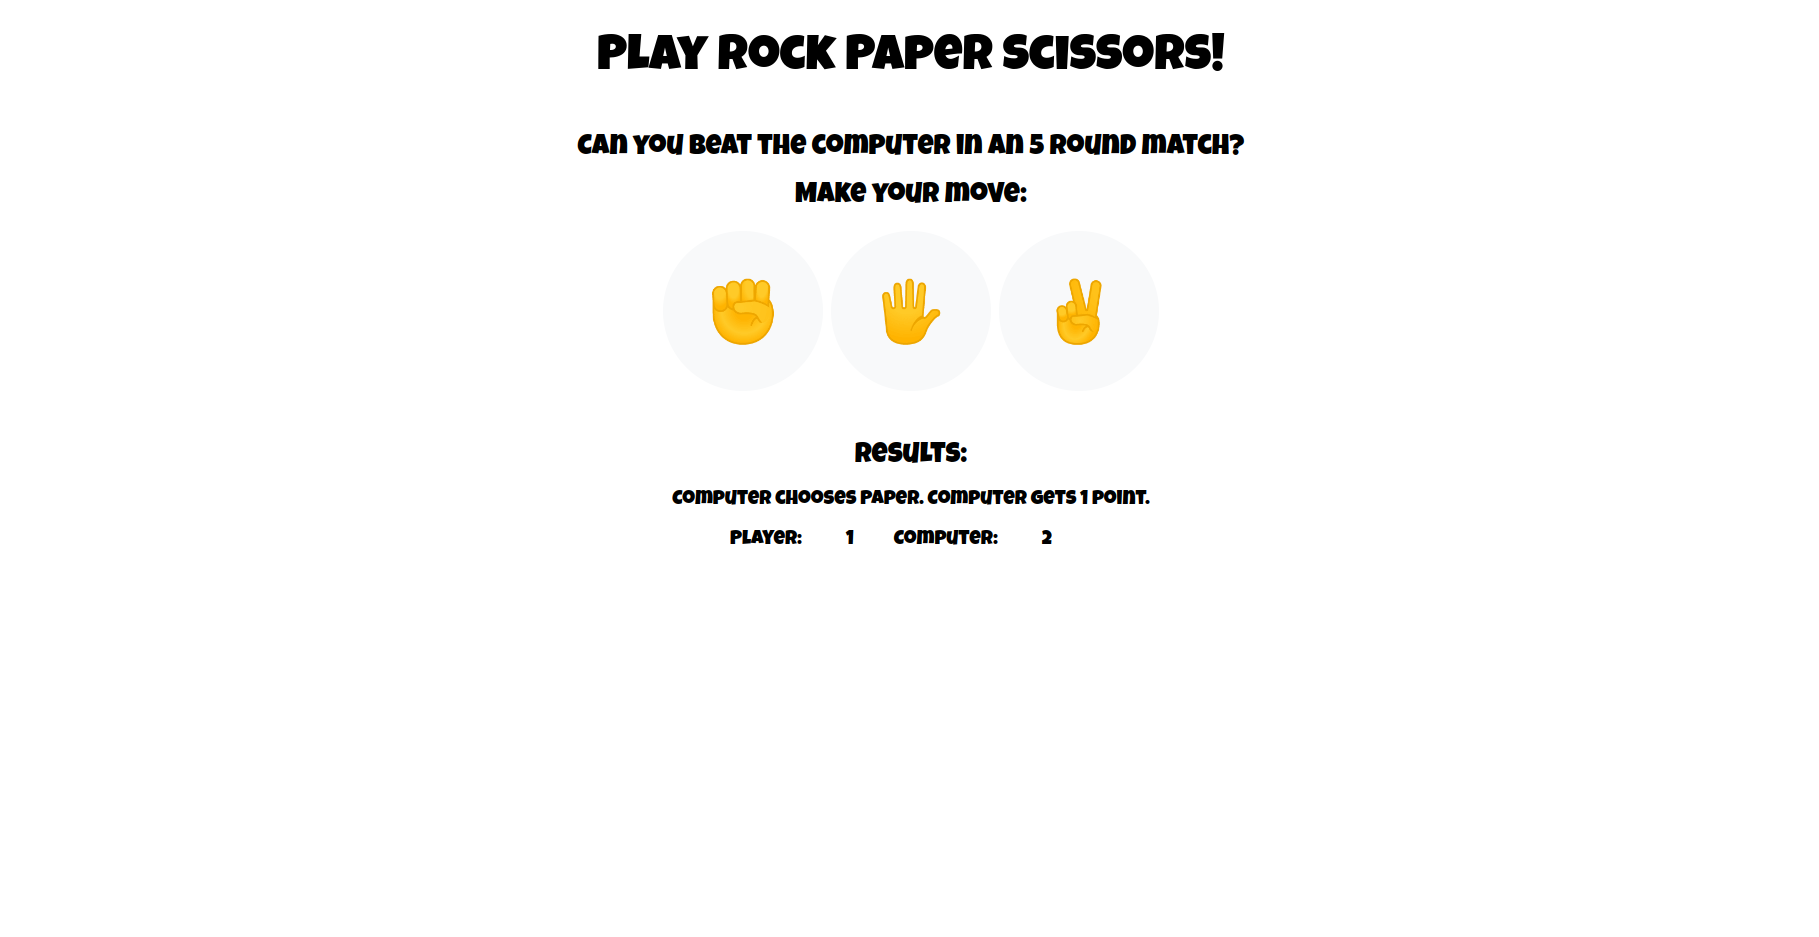 Play Rock Paper Scissors!
Can you beat the computer in an 5 round match?
Make your move:
Results:
Computer chooses paper. Computer gets 1 point.
Player: 1 Computer: 2